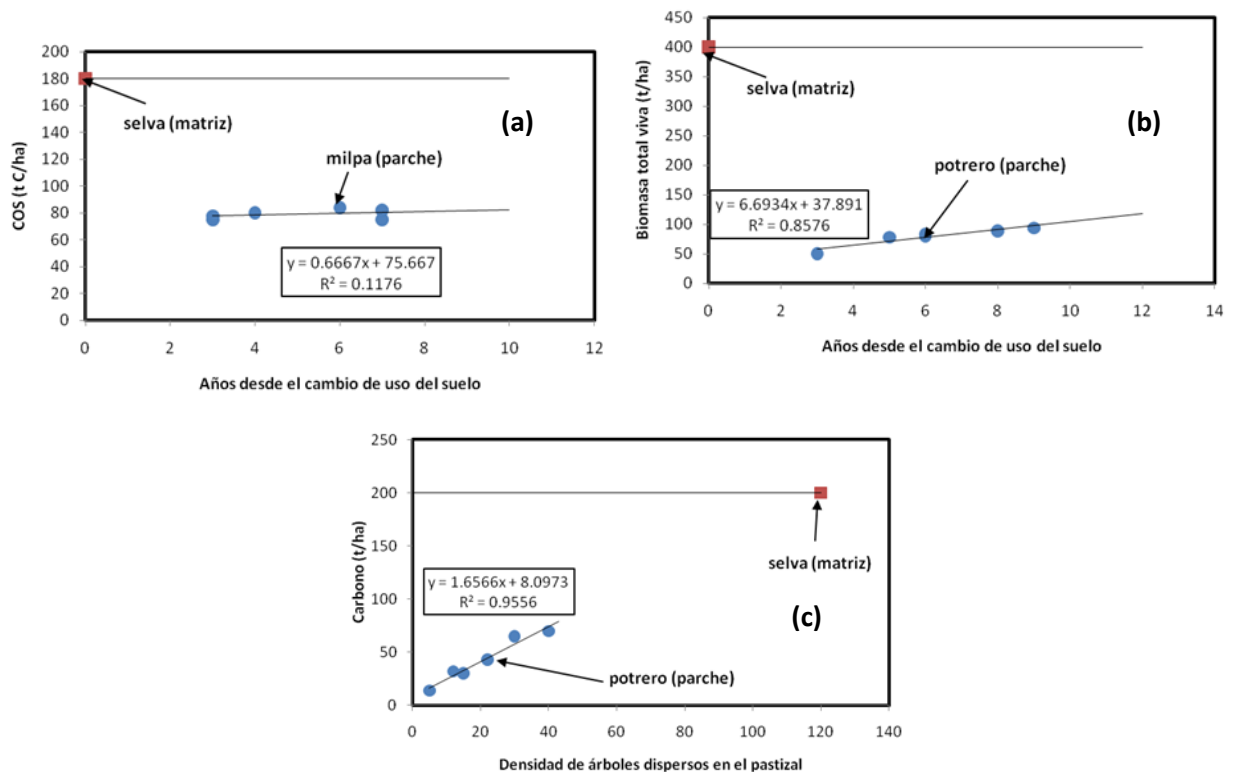 COS (t C/ha)
200
180
160
140
120
100
80
60
40
20
0
0 2 4 6 8 10 12
Años desde el cambio de uso del suelo
selva (matriz)
milpa (parche)
(a)
y = 0.6667x + 75.667
R² = 0.1176
Biomasa total viva (t/ha)
450
400
350
300
250
200
150
100
50
0
0 2 4 6 8 10 12 14
Años desde el cambio de uso del suelo
selva (matriz)
(b)
potrero (parche)
y = 6.6934x + 37.891
R² = 0.8576
Carbono (t/ha)
250
200
150
100
50
0
0 20 40 60 80 100 120 140
Densidad de árboles dispersos en el pastizal
selva (matriz)
y = 1.6566x + 8.0973
R² = 0.9556
(c)
potrero (parche)